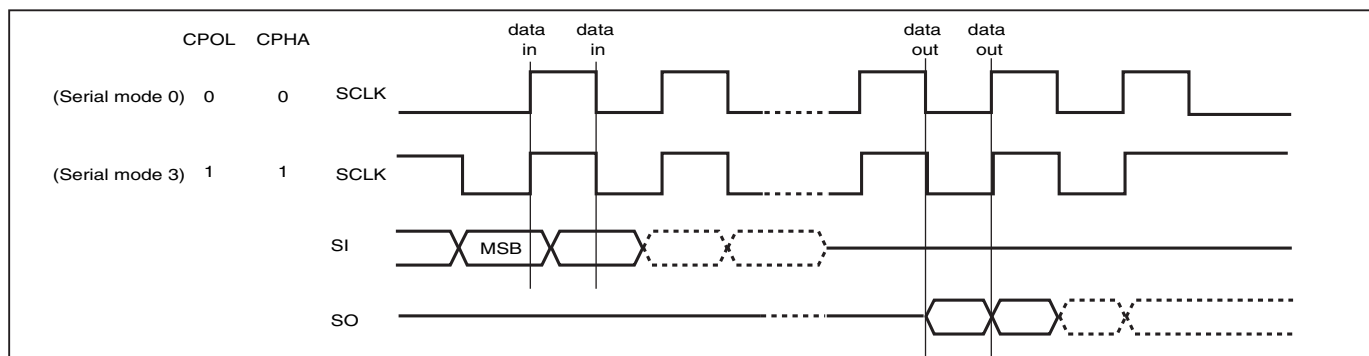 CPOL CPHA
data in
data in
data out
data out
(Serial mode 0) 0 0 SCLK
(Serial mode 3) 1 1 SCLK
SI MSB
SO